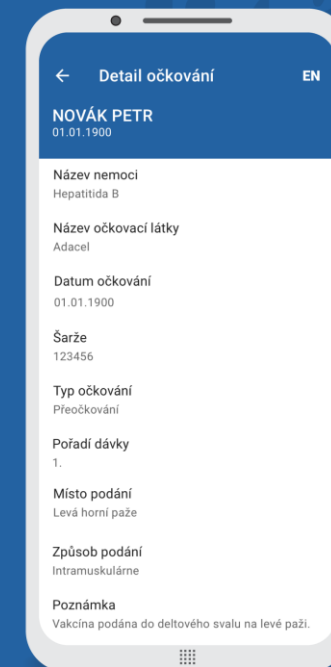 Detail očkování EN
NOVÁK PETR
01.01.1900
Název nemoci
Hepatitida B
Název očkovací látky
Adacel
Datum očkování
01.01.1900
Šarže
123456
Typ očkování
Přeočkování
Pořadí dávky
1.
Místo podání
Levá horní paže
Způsob podání
Intramuskulárne
Poznámka
Vakcína podána do deltového svalu na levé paži.